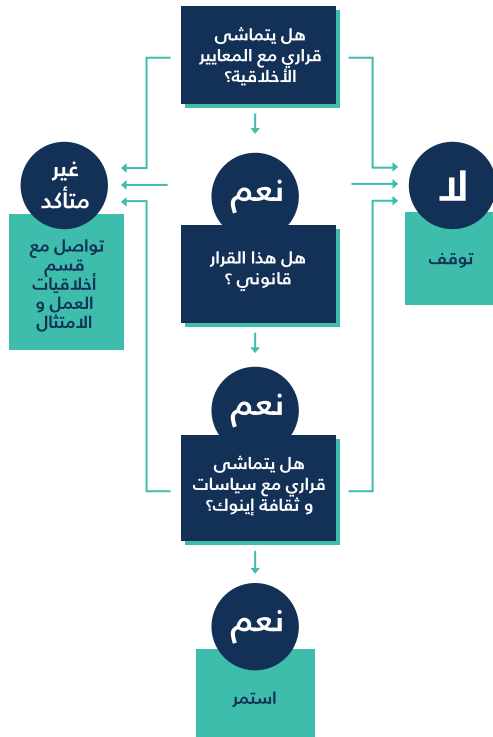 هل يتماشى
قراري مع المعايير
الأخلاقية؟
لا
توقف
غير
متأكد
تواصل مع
قسم
أخلاقيات
العمل و
الامتثال
نعم
هل هذا القرار
قانوني ؟
نعم
هل يتماشى
قراري مع سياسات
و ثقافة إينوك؟
نعم
استمر